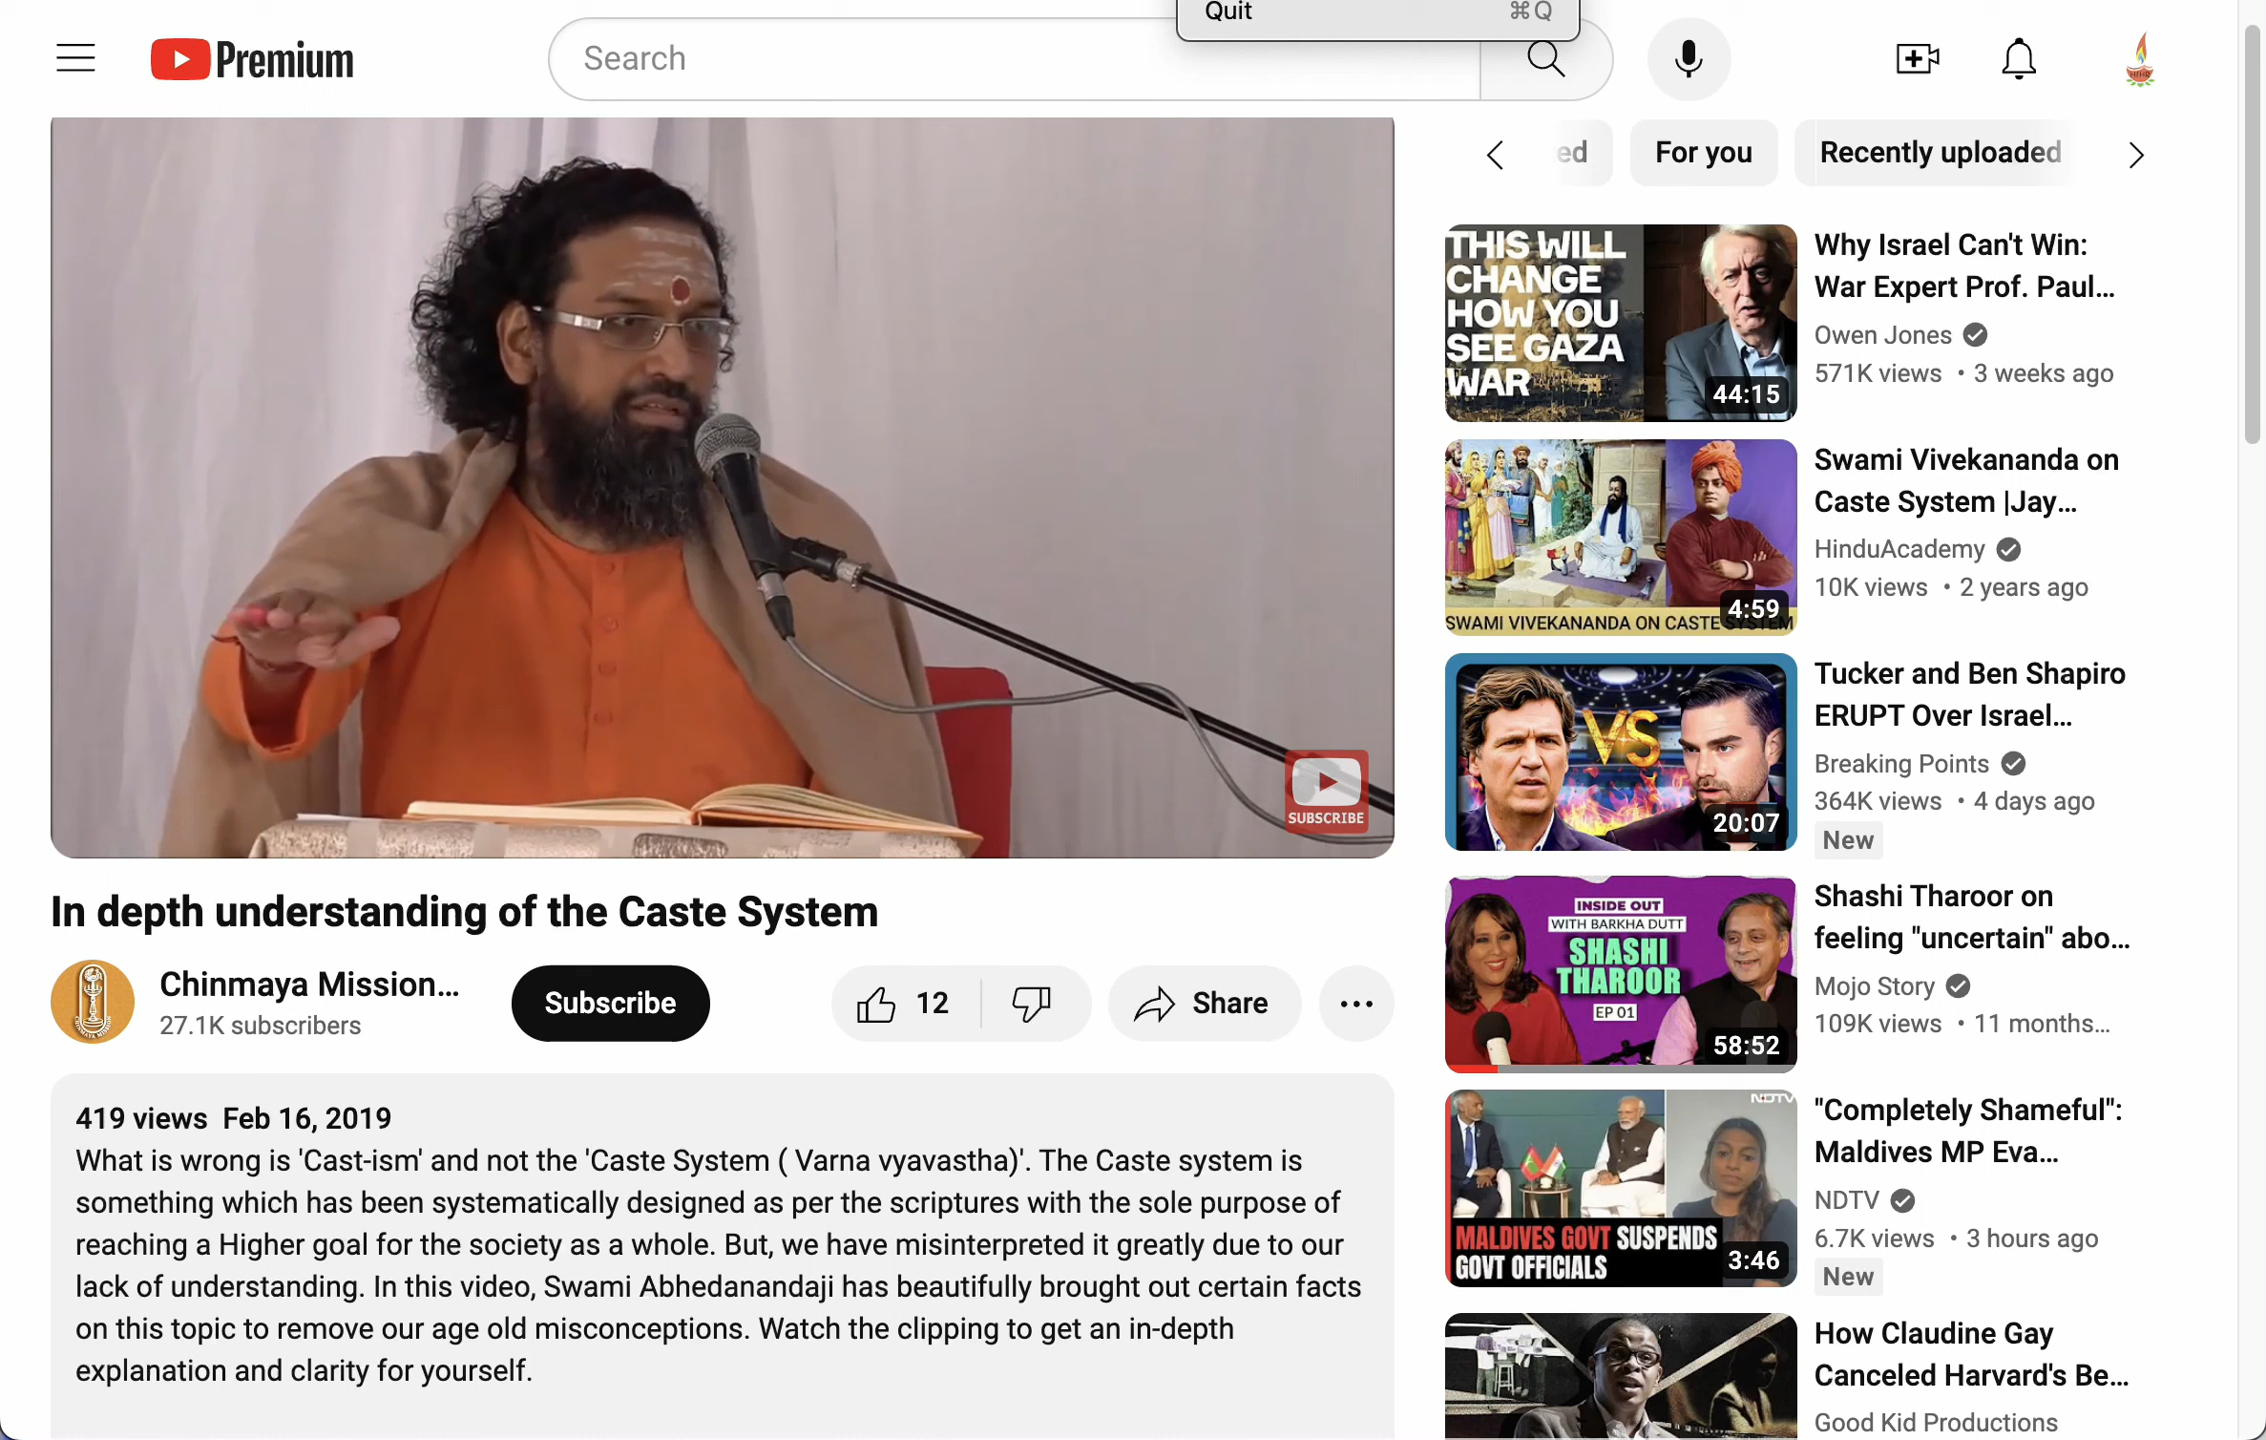 Quit ⌘Q
Premium
Search
ed
For you
Recently uploaded
SUBSCRIBE
In depth understanding of the Caste System
Chinmaya Mission...
27.1K subscribers
Subscribe
12
Share
419 views Feb 16, 2019
What is wrong is 'Cast-ism' and not the 'Caste System ( Varna vyavastha)'. The Caste system is
something which has been systematically designed as per the scriptures with the sole purpose of
reaching a Higher goal for the society as a whole. But, we have misinterpreted it greatly due to our
lack of understanding. In this video, Swami Abhedanandaji has beautifully brought out certain facts
on this topic to remove our age old misconceptions. Watch the clipping to get an in-depth
explanation and clarity for yourself.
THIS WILL
CHANGE
HOW YOU
SEE GAZA
WAR
44:15
Why Israel Can't Win:
War Expert Prof. Paul...
Owen Jones
571K views • 3 weeks ago
4:59
SWAMI VIVEKANANDA ON CASTE SYSTEM
Swami Vivekananda on
Caste System |Jay...
HinduAcademy
10K views • 2 years ago
VS
20:07
Tucker and Ben Shapiro
ERUPT Over Israel...
Breaking Points
364K views • 4 days ago
New
INSIDE OUT
WITH BARKHA DUTT
SHASHI
THAROOR
EP 01
58:52
Shashi Tharoor on
feeling "uncertain" abo...
Mojo Story
109K views • 11 months...
NDTV
MALDIVES GOVT SUSPENDS
GOVT OFFICIALS
3:46
"Completely Shameful":
Maldives MP Eva...
NDTV
6.7K views • 3 hours ago
New
How Claudine Gay
Canceled Harvard's Be...
Good Kid Productions